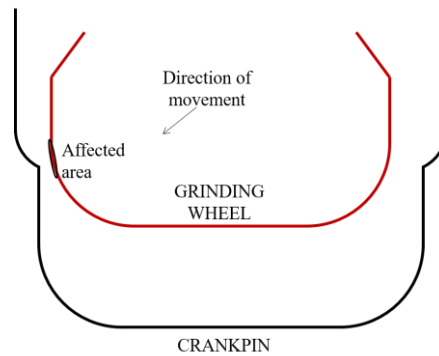 Direction of
movement
Affected
area
GRINDING
WHEEL
CRANKPIN